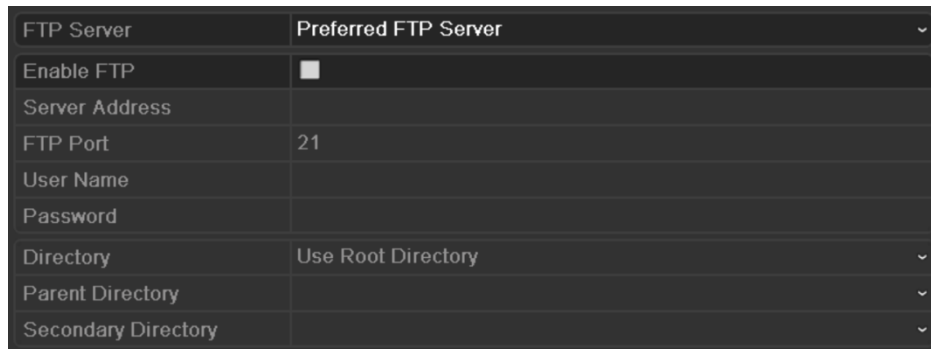 FTP Server Preferred FTP Server
Enable FTP
Server Address
FTP Port 21
User Name
Password
Directory Use Root Directory
Parent Directory
Secondary Directory